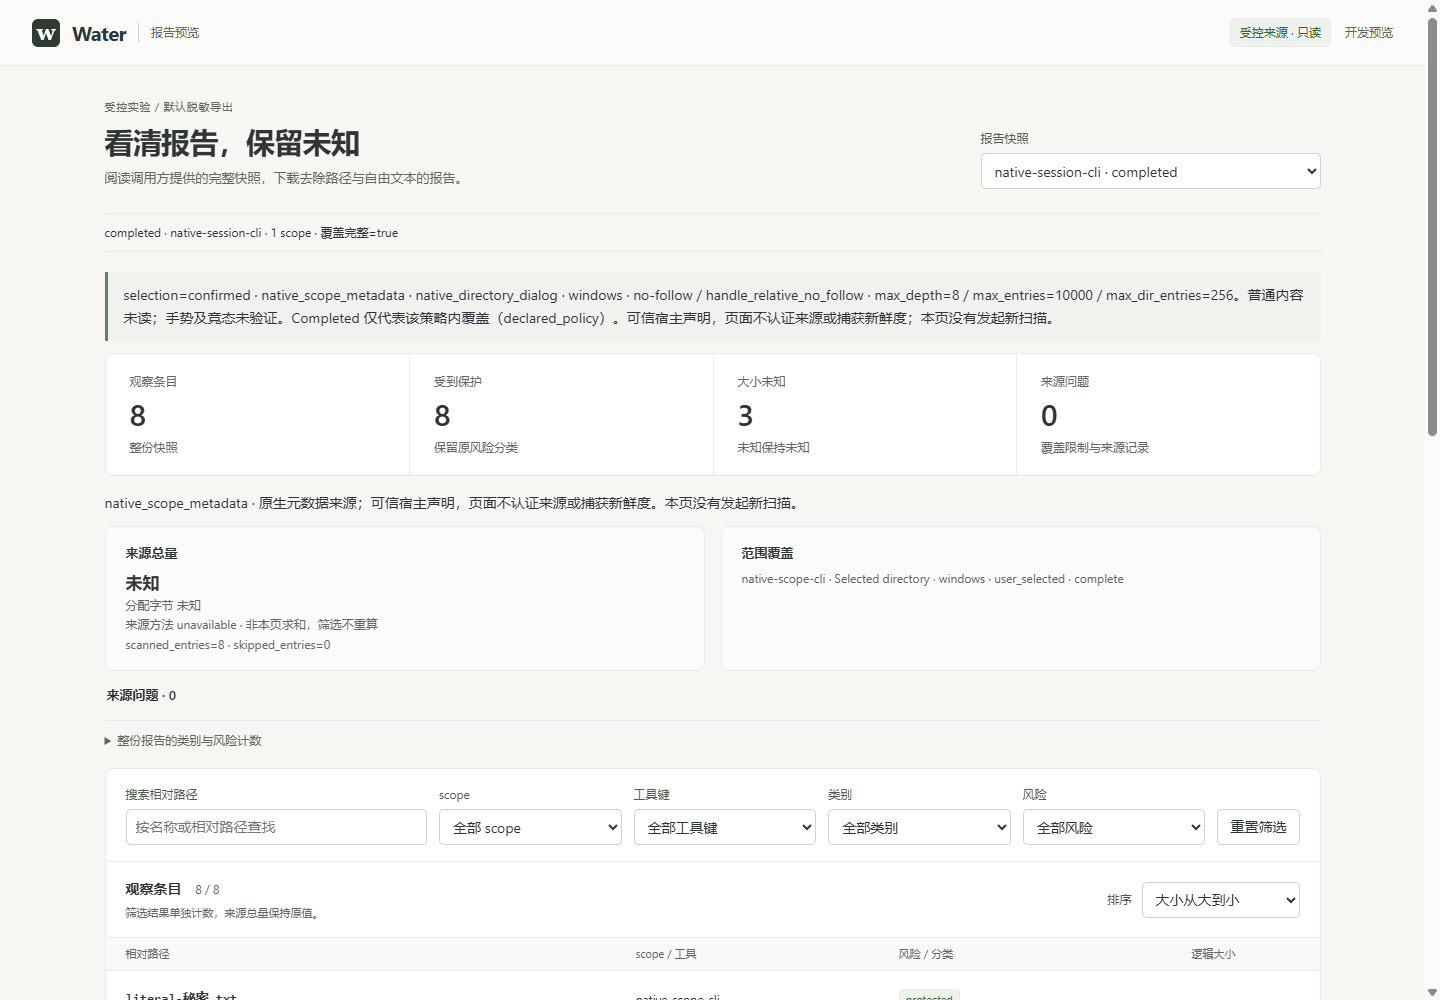 W Water 报告预览 受控来源 · 只读 开发预览
受控实验 / 默认脱敏导出
看清报告，保留未知
阅读调用方提供的完整快照，下载去除路径与自由文本的报告。
报告快照
native-session-cli · completed
completed · native-session-cli · 1 scope · 覆盖完整=true
selection=confirmed · native_scope_metadata · native_directory_dialog · windows · no-follow / handle_relative_no_follow · max_depth=8 / max_entries=10000 / max_dir_entries=256。普通内容
未读；手势及竞态未验证。Completed 仅代表该策略内覆盖（declared_policy）。可信宿主声明，页面不认证来源或捕获新鲜度；本页没有发起新扫描。
观察条目
8
整份快照
受到保护
8
保留原风险分类
大小未知
3
未知保持未知
来源问题
0
覆盖限制与来源记录
native_scope_metadata · 原生元数据来源；可信宿主声明，页面不认证来源或捕获新鲜度。本页没有发起新扫描。
来源总量
未知
分配字节 未知
来源方法 unavailable · 非本页求和，筛选不重算
scanned_entries=8 · skipped_entries=0
范围覆盖
native-scope-cli · Selected directory · windows · user_selected · complete
来源问题 · 0
整份报告的类别与风险计数
搜索相对路径 scope 工具键 类别 风险
按名称或相对路径查找 全部 scope 全部工具键 全部类别 全部风险 重置筛选
观察条目 8 / 8
筛选结果单独计数，来源总量保持原值。
排序 大小从大到小
相对路径 scope / 工具 风险 / 分类 逻辑大小
literal-秘密.txt native-scope-cli protected